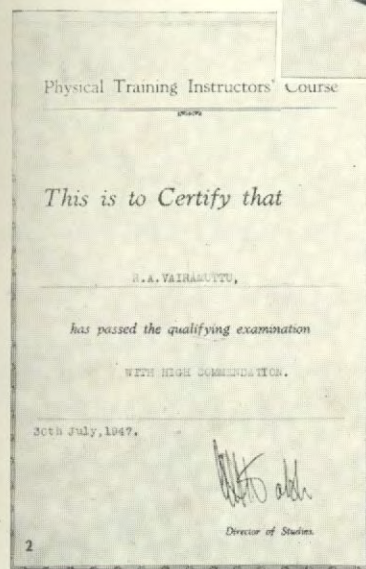 Physical Training Instructors' Course
This is to Certify that
R.A.VAIRAMUTTU,
has passed the qualifying examination
WITH HIGH COMMENDATION.
30th July,1947.
Director of Studies.
2